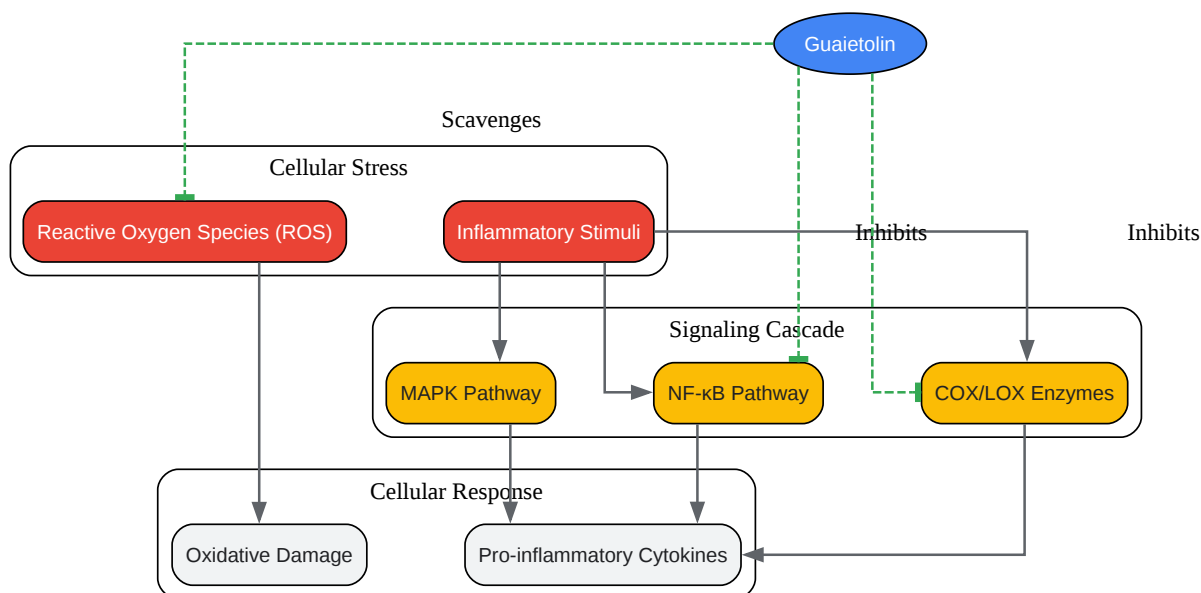 Guaietolin
Scavenges
Cellular Stress
Reactive Oxygen Species (ROS)
Inflammatory Stimuli
Inhibits
Inhibits
Signaling Cascade
MAPK Pathway
NF-κB Pathway
COX/LOX Enzymes
Cellular Response
Oxidative Damage
Pro-inflammatory Cytokines